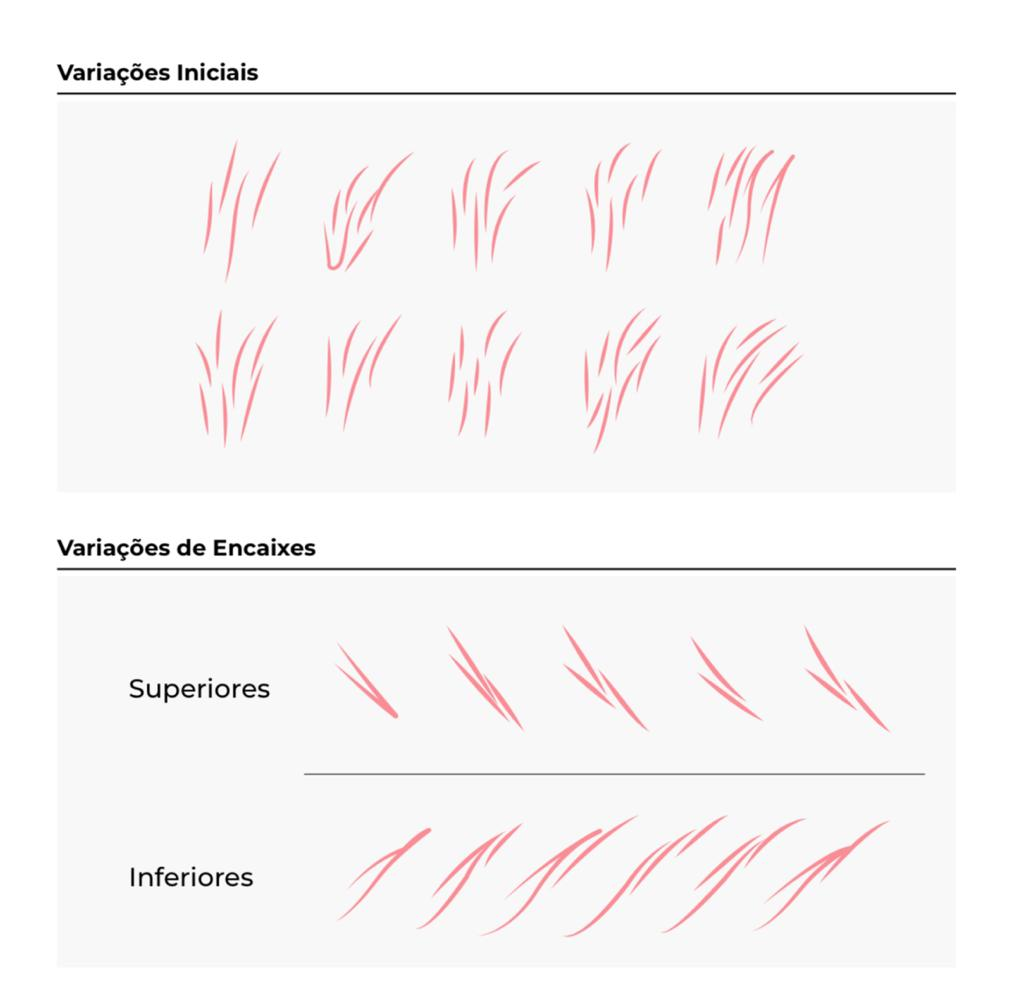 Variações Iniciais
Variações de Encaixes
Superiores
Inferiores